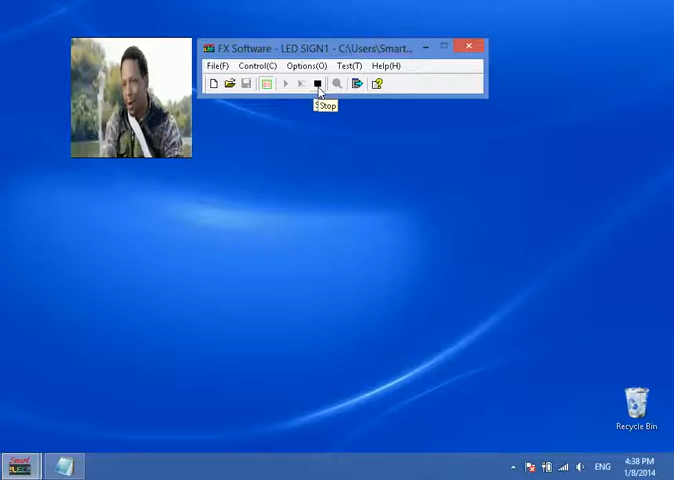 FX Software - LED SIGN1 - C:\Users\Smart...
File(F) Control(C) Options(O) Test(T) Help(H)
Stop
Recycle Bin
Smart
ENG
4:38 PM
1/8/2014